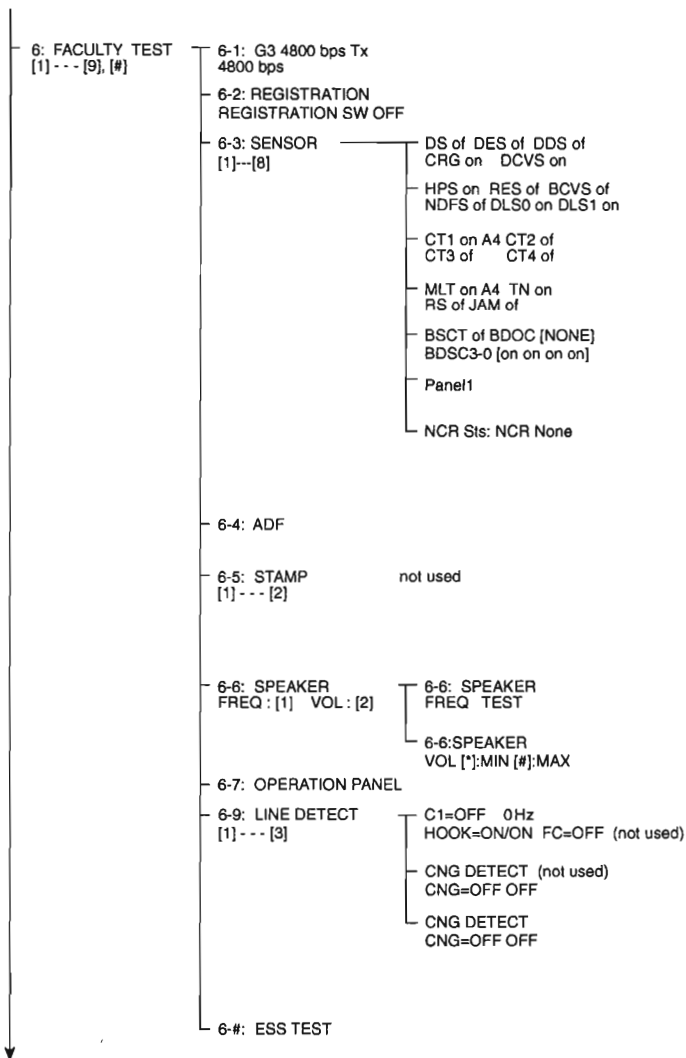 6: FACULTY TEST
[1] - - - [9], [#}
6-1: G3 4800 bps Tx
4800 bps
6-2: REGISTRATION
REGISTRATION SW OFF
6-3: SENSOR
[1]---[8]
DS of DES of DDS of
CRG on DCVS on
HPS on RES of BCVS of
NDFS of DLS0 on DLS1 on
CT1 on A4 CT2 of
CT3 of CT4 of
MLT on A4 TN on
RS of JAM of
BSCT of BDOC [NONE}
BDSC3-0 [on on on on]
Panel1
NCR Sts: NCR None
6-4: ADF
6-5: STAMP not used
[1] - - - [2]
6-6: SPEAKER
FREQ : [1] VOL : [2]
6-6: SPEAKER
FREQ TEST
6-6:SPEAKER
VOL [*]:MIN [#]:MAX
6-7: OPERATION PANEL
6-9: LINE DETECT
[1] - - - [3]
C1=OFF 0Hz
HOOK=ON/ON FC=OFF (not used)
CNG DETECT (not used)
CNG=OFF OFF
CNG DETECT
CNG=OFF OFF
6-#: ESS TEST